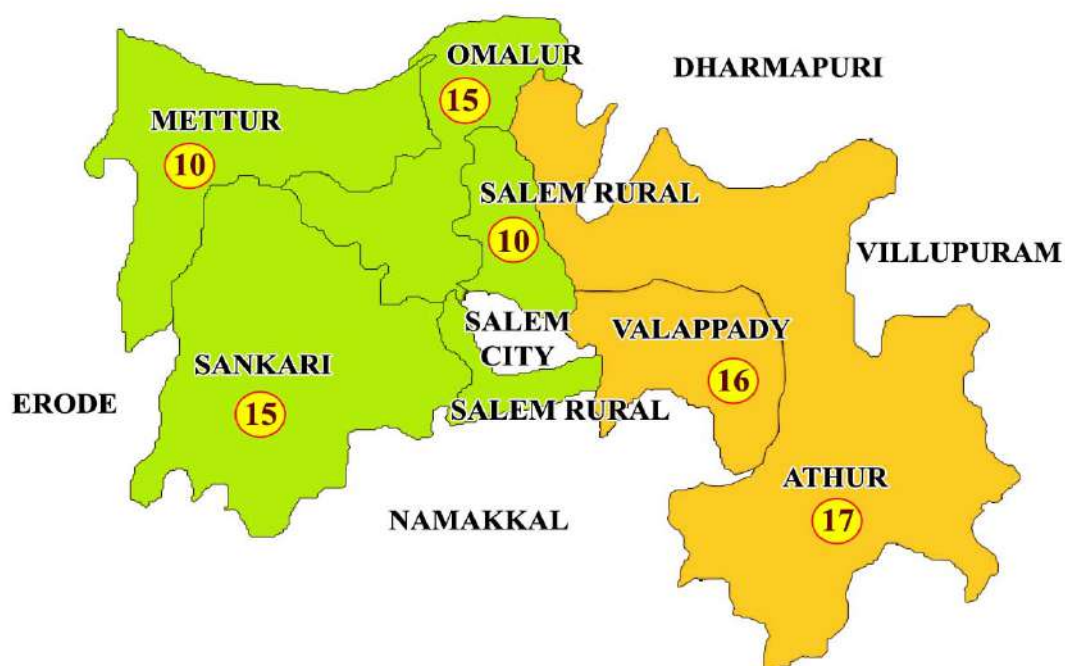 OMALUR
15
DHARMAPURI
METTUR
10
SALEM RURAL
10
VILLUPURAM
SALEM
CITY
VALAPPADY
16
SANKARI
15
ERODE
SALEM RURAL
ATHUR
17
NAMAKKAL